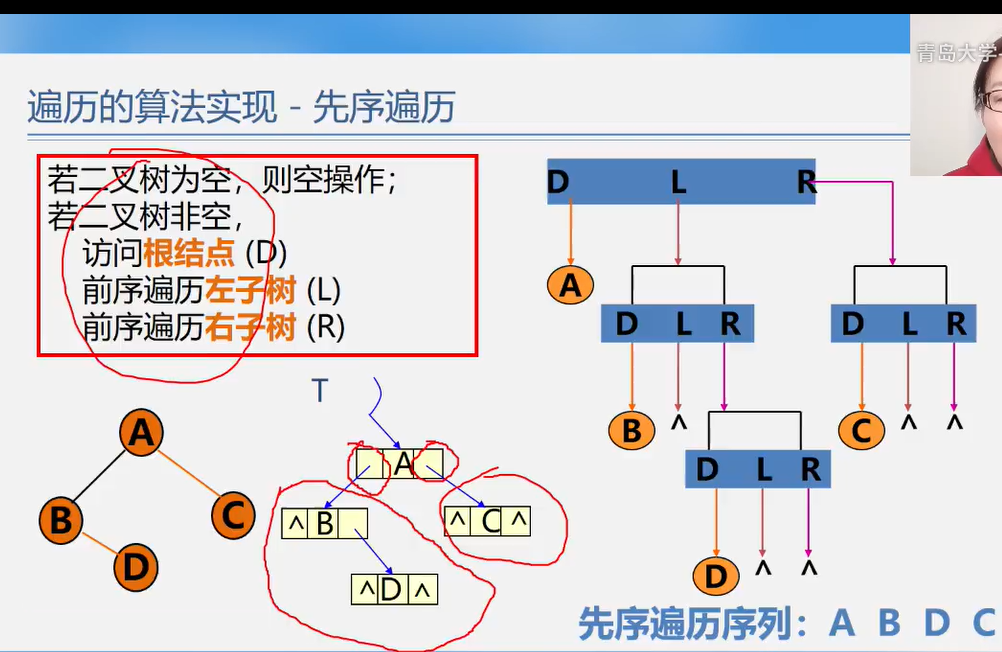 青岛大学
遍历的算法实现 - 先序遍历
若二叉树为空，则空操作；
若二叉树非空，
访问根结点 (D)
前序遍历左子树 (L)
前序遍历右子树 (R)
D L R
A
D L R
D L R
B ^ C ^ ^
D L R
D ^ ^
T
A
^ B
^ C ^
^ D ^
A
B
C
D
先序遍历序列：A B D C